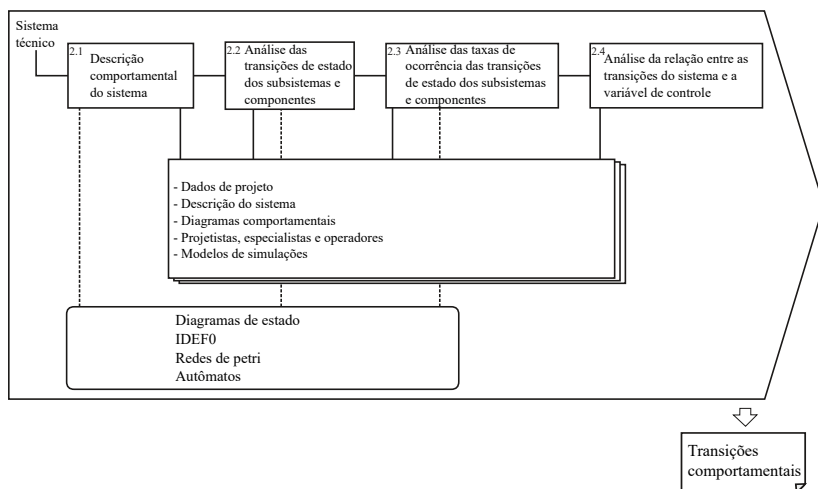 Sistema
técnico
2.1
Descrição
comportamental
do sistema
2.2
Análise das
transições de estado
dos subsistemas e
componentes
2.3
Análise das taxas de
ocorrência das transições
de estado dos subsistemas
e componentes
2.4
Análise da relação entre as
transições do sistema e a
variável de controle
- Dados de projeto
- Descrição do sistema
- Diagramas comportamentais
- Projetistas, especialistas e operadores
- Modelos de simulações
Diagramas de estado
IDEF0
Redes de petri
Autômatos
Transições
comportamentais